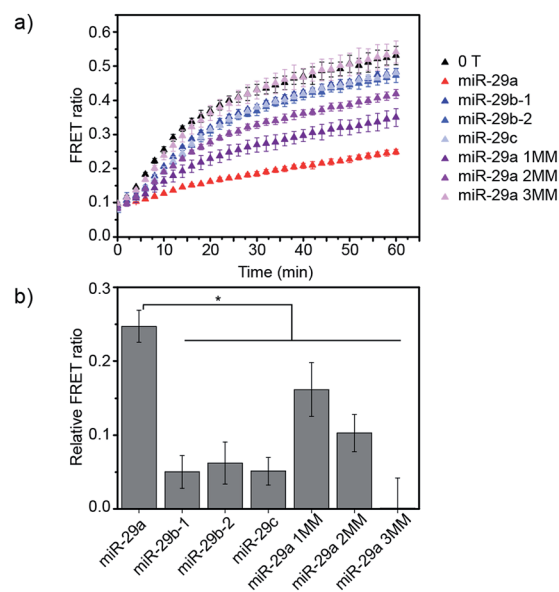 a)
FRET ratio
0.6
0.5
0.4
0.3
0.2
0.1
0.0
0 10 20 30 40 50 60
Time (min)
0 T
miR-29a
miR-29b-1
miR-29b-2
miR-29c
miR-29a 1MM
miR-29a 2MM
miR-29a 3MM
b)
Relative FRET ratio
0.3
0.2
0.1
0.0
*
miR-29a
miR-29b-1
miR-29b-2
miR-29c
miR-29a 1MM
miR-29a 2MM
miR-29a 3MM